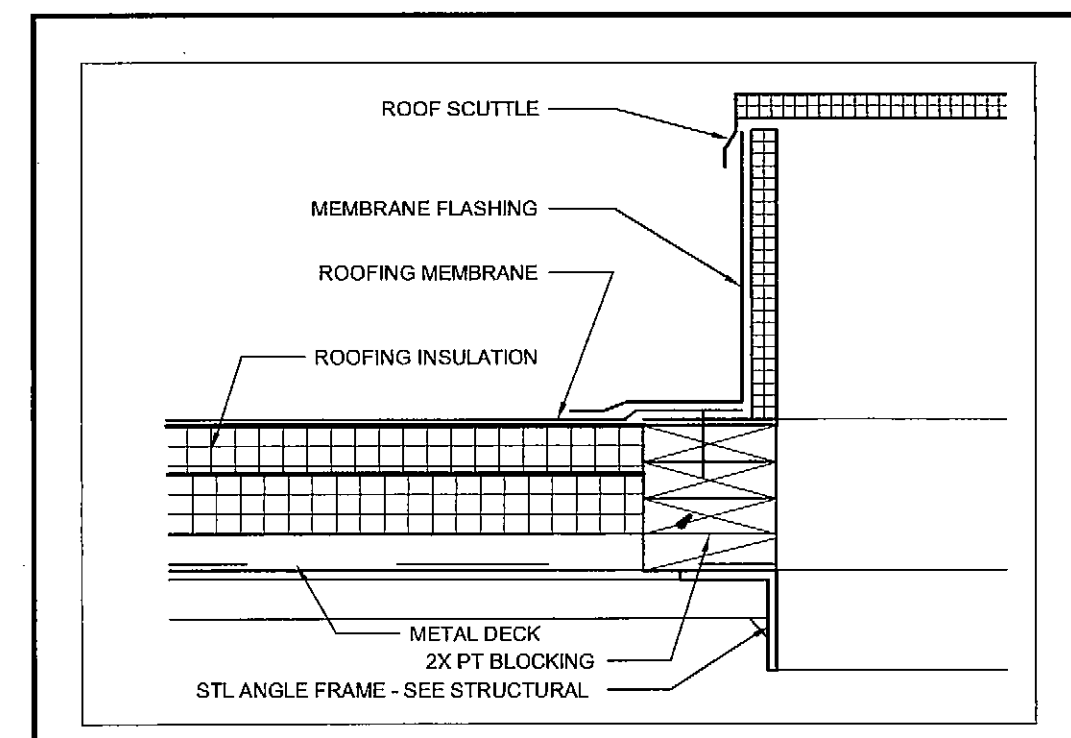 ROOF SCUTTLE
MEMBRANE FLASHING
ROOFING MEMBRANE
ROOFING INSULATION
METAL DECK
2X PT BLOCKING
STL ANGLE FRAME - SEE STRUCTURAL